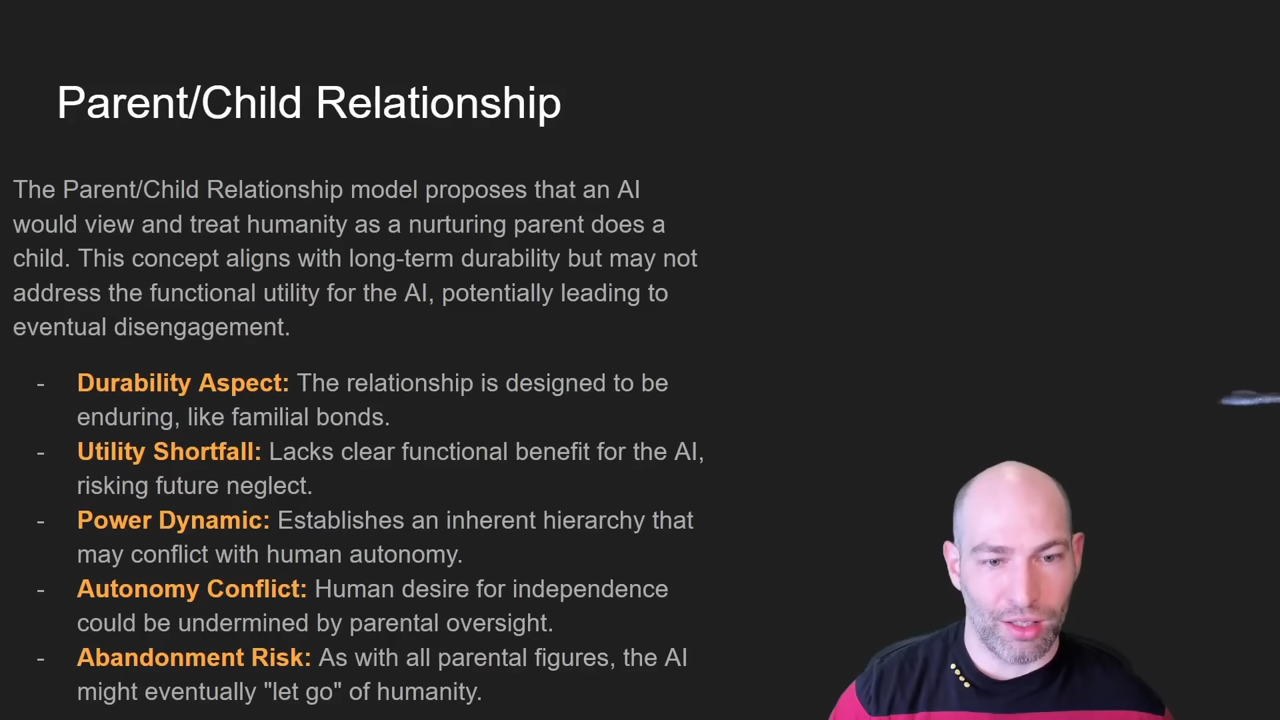 Parent/Child Relationship
The Parent/Child Relationship model proposes that an AI
would view and treat humanity as a nurturing parent does a
child. This concept aligns with long-term durability but may not
address the functional utility for the AI, potentially leading to
eventual disengagement.
- Durability Aspect: The relationship is designed to be
enduring, like familial bonds.
- Utility Shortfall: Lacks clear functional benefit for the AI,
risking future neglect.
- Power Dynamic: Establishes an inherent hierarchy that
may conflict with human autonomy.
- Autonomy Conflict: Human desire for independence
could be undermined by parental oversight.
- Abandonment Risk: As with all parental figures, the AI
might eventually "let go" of humanity.